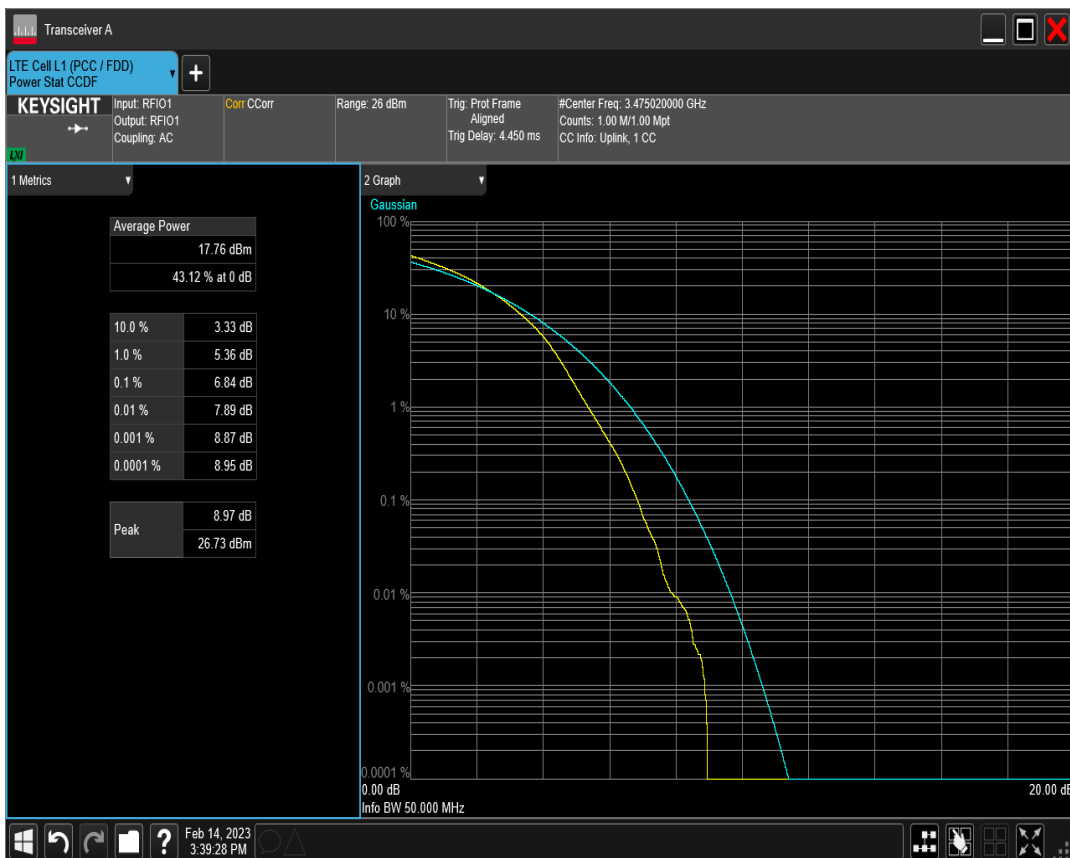 Transceiver A
LTE Cell L1 (PCC / FDD)
Power Stat CCDF
KEYSIGHT
LXI
Input: RFIO1
Output: RFIO1
Coupling: AC
Corr CCorr
Range: 26 dBm
Trig: Prot Frame
Aligned
Trig Delay: 4.450 ms
#Center Freq: 3.475020000 GHz
Counts: 1.00 M/1.00 Mpt
CC Info: Uplink, 1 CC
1 Metrics
Average Power
17.76 dBm
43.12 % at 0 dB
10.0 % 3.33 dB
1.0 % 5.36 dB
0.1 % 6.84 dB
0.01 % 7.89 dB
0.001 % 8.87 dB
0.0001 % 8.95 dB
Peak
8.97 dB
26.73 dBm
2 Graph
Gaussian
100 %
10 %
1 %
0.1 %
0.01 %
0.001 %
0.0001 %
0.00 dB 20.00 dB
Info BW 50.000 MHz
?
Feb 14, 2023
3:39:28 PM